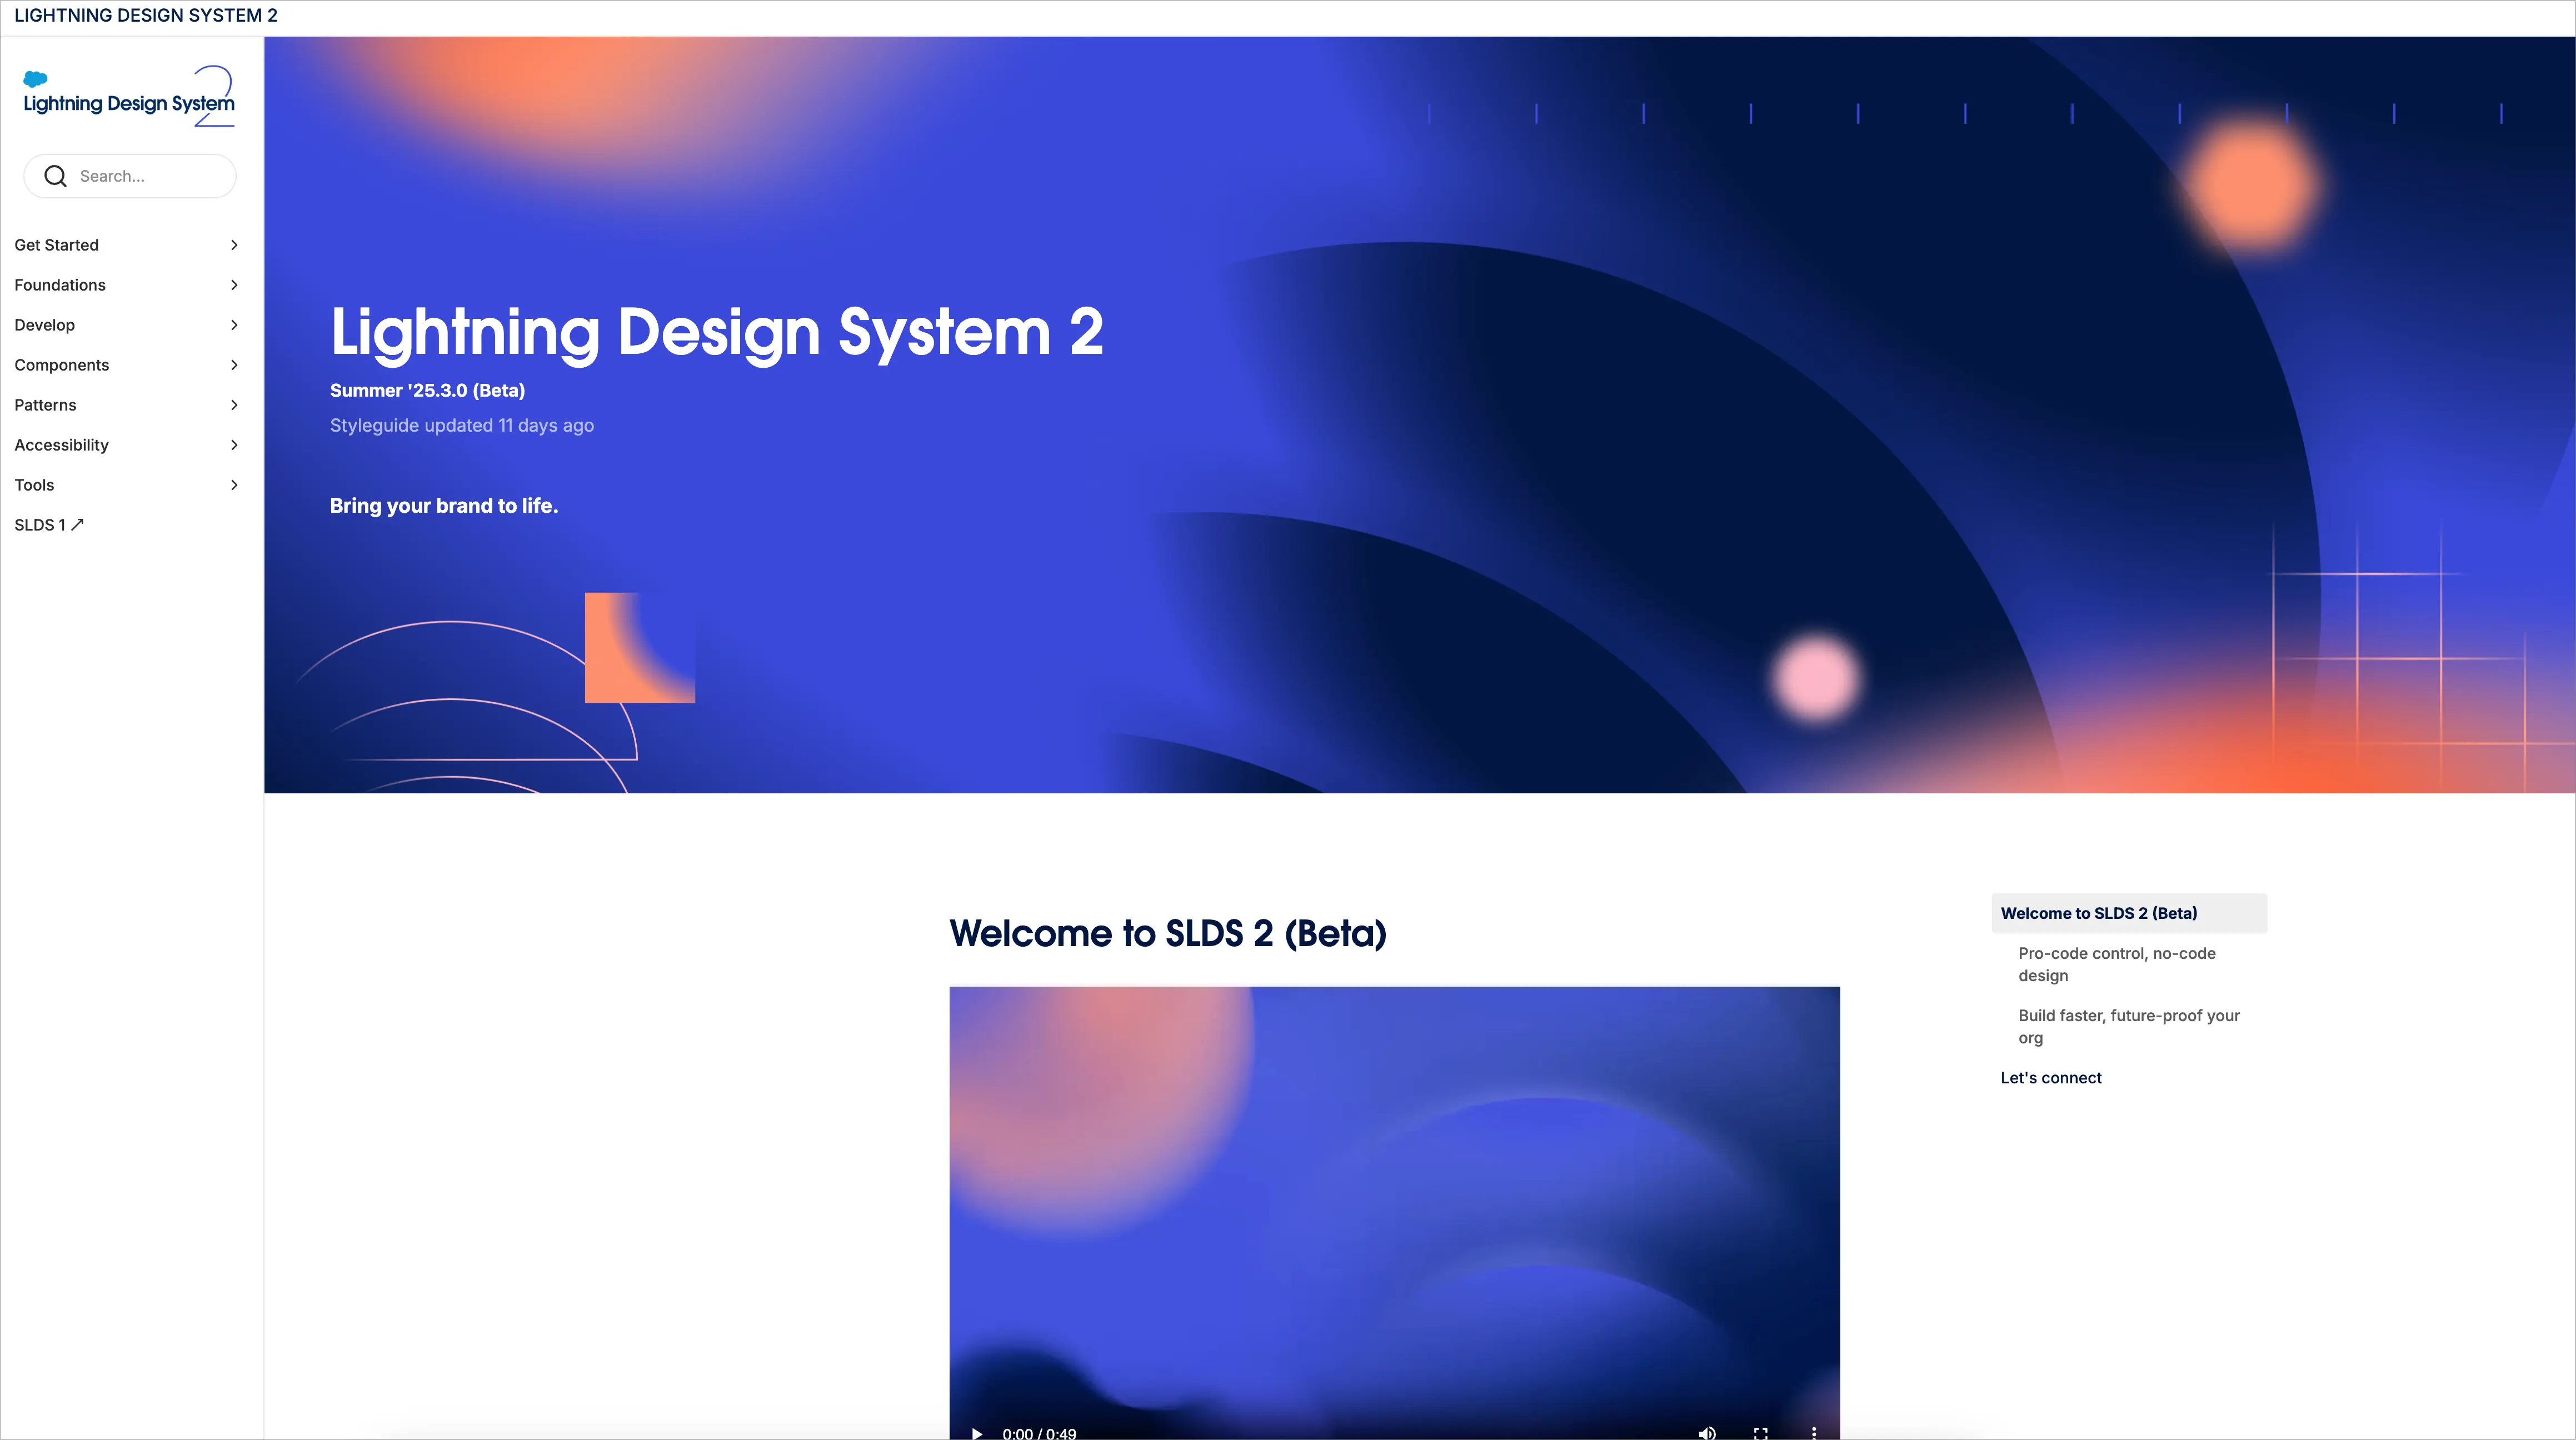 LIGHTNING DESIGN SYSTEM 2
Lightning Design System 2
Search...
Get Started
Foundations
Develop
Components
Patterns
Accessibility
Tools
SLDS 1 ↗
Lightning Design System 2
Summer '25.3.0 (Beta)
Styleguide updated 11 days ago
Bring your brand to life.
Welcome to SLDS 2 (Beta)
0:00 / 0:49
Welcome to SLDS 2 (Beta)
Pro-code control, no-code
design
Build faster, future-proof your
org
Let's connect